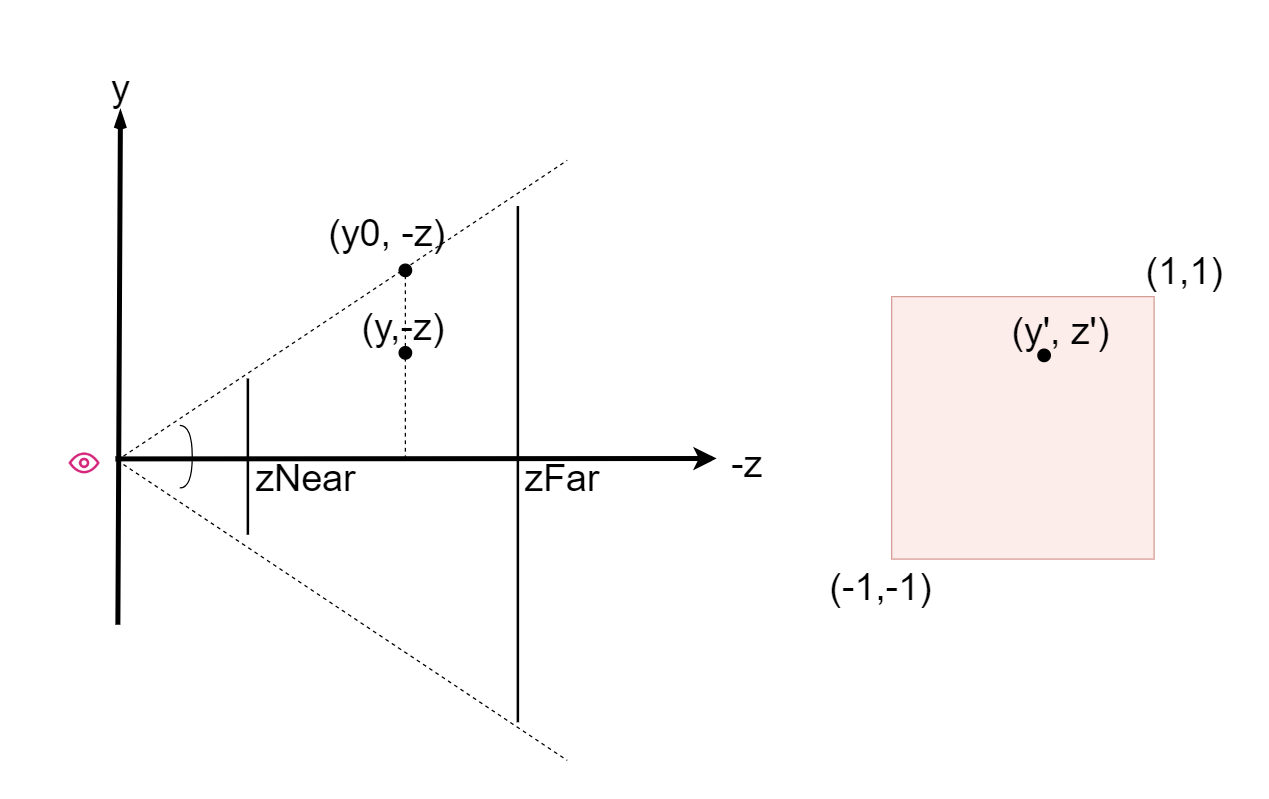 y
(y0, -z)
(y,-z)
zNear
zFar
-z
(1,1)
(y', z')
(-1,-1)